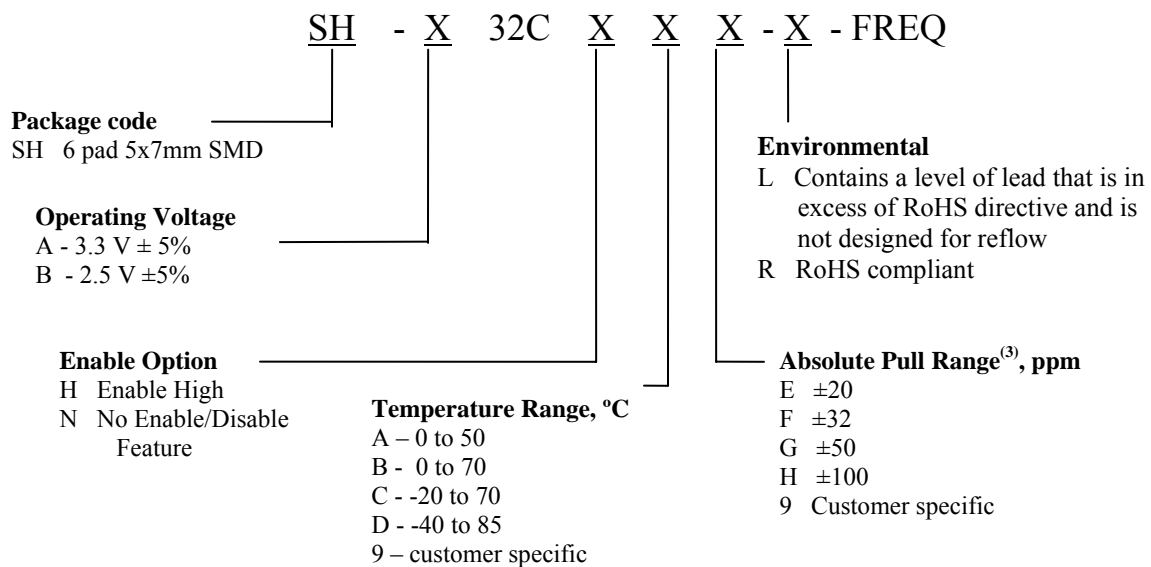 SH - X 32C X X X - X - FREQ
Package code
SH 6 pad 5x7mm SMD
Operating Voltage
A - 3.3 V ± 5%
B - 2.5 V ±5%
Enable Option
H Enable High
N No Enable/Disable
Feature
Temperature Range, ºC
A – 0 to 50
B - 0 to 70
C - -20 to 70
D - -40 to 85
9 – customer specific
Environmental
L Contains a level of lead that is in
excess of RoHS directive and is
not designed for reflow
R RoHS compliant
Absolute Pull Range(3), ppm
E ±20
F ±32
G ±50
H ±100
9 Customer specific